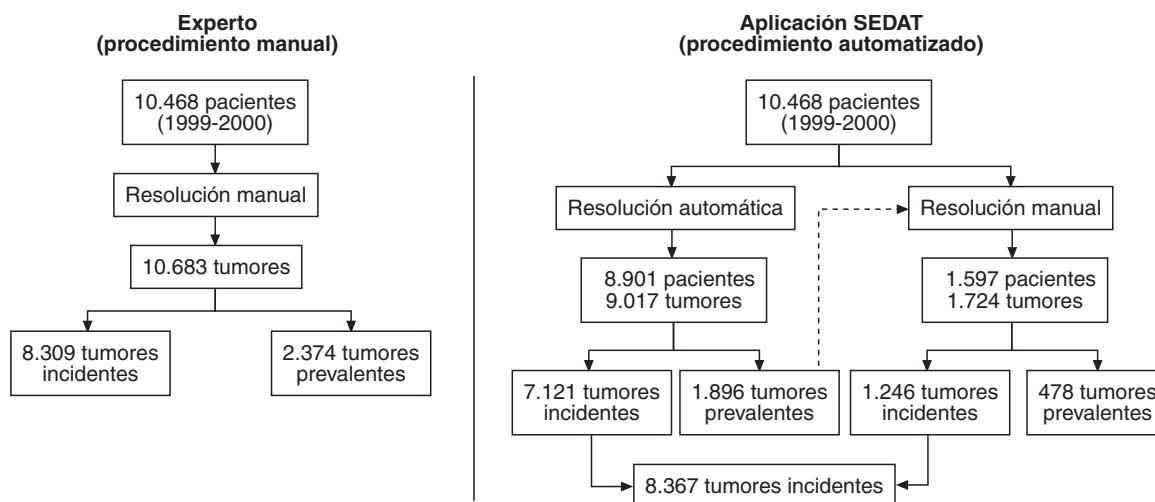 Experto
(procedimiento manual)
10.468 pacientes
(1999-2000)
Resolución manual
10.683 tumores
8.309 tumores
incidentes
2.374 tumores
prevalentes
Aplicación SEDAT
(procedimiento automatizado)
10.468 pacientes
(1999-2000)
Resolución automática
Resolución manual
8.901 pacientes
9.017 tumores
1.597 pacientes
1.724 tumores
7.121 tumores
incidentes
1.896 tumores
prevalentes
1.246 tumores
incidentes
478 tumores
prevalentes
8.367 tumores incidentes